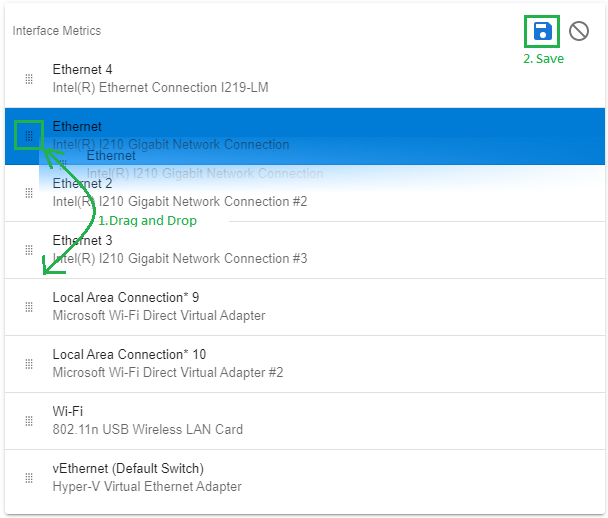 Interface Metrics
2. Save
Ethernet 4
Intel(R) Ethernet Connection I219-LM
Ethernet
Intel(R) I210 Gigabit Network Connection
Ethernet
Intel(R) I210 Gigabit Network Connection
Ethernet 2
Intel(R) I210 Gigabit Network Connection #2
1.Drag and Drop
Ethernet 3
Intel(R) I210 Gigabit Network Connection #3
Local Area Connection* 9
Microsoft Wi-Fi Direct Virtual Adapter
Local Area Connection* 10
Microsoft Wi-Fi Direct Virtual Adapter #2
Wi-Fi
802.11n USB Wireless LAN Card
vEthernet (Default Switch)
Hyper-V Virtual Ethernet Adapter